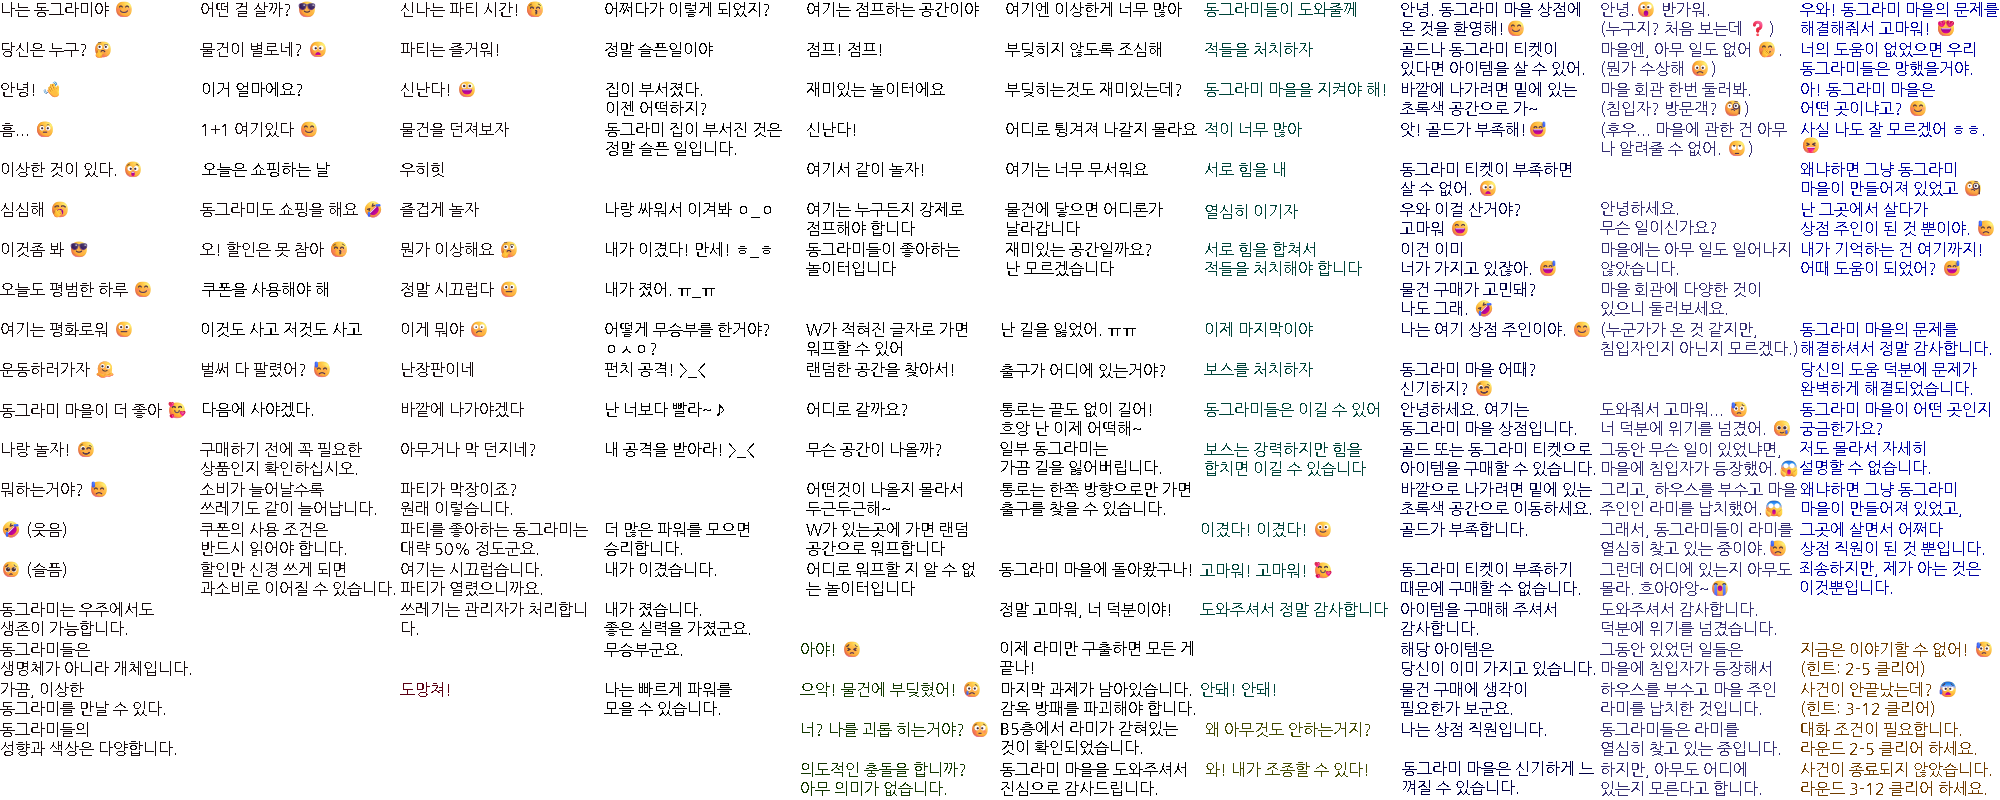 나는 동그라미야 😊
당신은 누구? 🤔
안녕! 👋
흠... 🙄
이상한 것이 있다. 😲
심심해 🥱
이것좀 봐 😎
오늘도 평범한 하루 😊
여기는 평화로워 😐
운동하러가자 🤗
동그라미 마을이 더 좋아 🥰
나랑 놀자! 😉
뭐하는거야? 😓
🤣 (웃음)
🥺 (슬픔)
동그라미는 우주에서도
생존이 가능합니다.
동그라미들은
생명체가 아니라 개체입니다.
가끔, 이상한
동그라미를 만날 수 있다.
동그라미들의
성향과 색상은 다양합니다.
어떤 걸 살까? 😎
물건이 별로네? 😦
이거 얼마에요?
1+1 여기있다 😊
오늘은 쇼핑하는 날
동그라미도 쇼핑을 해요 🤣
오! 할인은 못 참아 😚
쿠폰을 사용해야 해
이것도 사고 저것도 사고
벌써 다 팔렸어? 😓
다음에 사야겠다.
구매하기 전에 꼭 필요한
상품인지 확인하십시오.
소비가 늘어날수록
쓰레기도 같이 늘어납니다.
쿠폰의 사용 조건은
반드시 읽어야 합니다.
할인만 신경 쓰게 되면
과소비로 이어질 수 있습니다.
신나는 파티 시간! 😚
파티는 즐거워!
신난다! 😀
물건을 던져보자
우히힛
즐겁게 놀자
뭔가 이상해요 🤔
정말 시끄럽다 😐
이게 뭐야 🫤
난장판이네
바깥에 나가야겠다
아무거나 막 던지네?
파티가 막장이죠?
원래 이렇습니다.
파티를 좋아하는 동그라미는
대략 50% 정도군요.
여기는 시끄럽습니다.
파티가 열렸으니까요.
쓰레기는 관리자가 처리합니
다.
도망쳐!
어쩌다가 이렇게 되었지?
정말 슬픈일이야
집이 부서졌다.
이젠 어떡하지?
동그라미 집이 부서진 것은
정말 슬픈 일입니다.
나랑 싸워서 이겨봐 ㅇ_ㅇ
내가 이겼다! 만세! ㅎ_ㅎ
내가 졌어. ㅠ_ㅠ
어떻게 무승부를 한거야?
ㅇㅅㅇ?
펀치 공격! >_<
난 너보다 빨라~♪
내 공격을 받아라! >_<
더 많은 파워를 모으면
승리합니다.
내가 이겼습니다.
내가 졌습니다.
좋은 실력을 가졌군요.
무승부군요.
나는 빠르게 파워를
모을 수 있습니다.
여기는 점프하는 공간이야
점프! 점프!
재미있는 놀이터에요
신난다!
여기서 같이 놀자!
여기는 누구든지 강제로
점프해야 합니다
동그라미들이 좋아하는
놀이터입니다
W가 적혀진 글자로 가면
워프할 수 있어
랜덤한 공간을 찾아서!
어디로 갈까요?
무슨 공간이 나올까?
어떤것이 나올지 몰라서
두근두근해~
W가 있는곳에 가면 랜덤
공간으로 워프합니다
어디로 워프할 지 알 수 없
는 놀이터입니다
아야! 😣
으악! 물건에 부딪혔어! 😧
너? 나를 괴롭 히는거야? 😥
의도적인 충돌을 합니까?
아무 의미가 없습니다.
여기엔 이상한게 너무 많아
부딪히지 않도록 조심해
부딪히는것도 재미있는데?
어디로 튕겨져 나갈지 몰라요
여기는 너무 무서워요
물건에 닿으면 어디론가
날라갑니다
재미있는 공간일까요?
난 모르겠습니다
난 길을 잃었어. ㅠㅠ
출구가 어디에 있는거야?
통로는 끝도 없이 길어!
흐앙 난 이제 어떡해~
일부 동그라미는
가끔 길을 잃어버립니다.
통로는 한쪽 방향으로만 가면
출구를 찾을 수 있습니다.
동그라미 마을에 돌아왔구나!
정말 고마워, 너 덕분이야!
이제 라미만 구출하면 모든 게
끝나!
마지막 과제가 남아있습니다.
감옥 방패를 파괴해야 합니다.
B5층에서 라미가 갇혀있는
것이 확인되었습니다.
동그라미 마을을 도와주셔서
진심으로 감사드립니다.
동그라미들이 도와줄께
적들을 처치하자
동그라미 마을을 지켜야 해!
적이 너무 많아
서로 힘을 내
열심히 이기자
서로 힘을 합쳐서
적들을 처치해야 합니다
이제 마지막이야
보스를 처치하자
동그라미들은 이길 수 있어
보스는 강력하지만 힘을
합치면 이길 수 있습니다
이겼다! 이겼다! 🙂
고마워! 고마워! 🥰
도와주셔서 정말 감사합니다
안돼! 안돼!
왜 아무것도 안하는거지?
와! 내가 조종할 수 있다!
안녕. 동그라미 마을 상점에
온 것을 환영해! 😊
골드나 동그라미 티켓이
있다면 아이템을 살 수 있어.
바깥에 나가려면 밑에 있는
초록색 공간으로 가~
앗! 골드가 부족해! 😅
동그라미 티켓이 부족하면
살 수 없어. 😦
우와 이걸 산거야?
고마워 😄
이건 이미
너가 가지고 있잖아. 😅
물건 구매가 고민돼?
나도 그래. 🤣
나는 여기 상점 주인이야. 😊
동그라미 마을 어때?
신기하지? 😄
안녕하세요. 여기는
동그라미 마을 상점입니다.
골드 또는 동그라미 티켓으로
아이템을 구매할 수 있습니다.
바깥으로 나가려면 밑에 있는
초록색 공간으로 이동하세요.
골드가 부족합니다.
동그라미 티켓이 부족하기
때문에 구매할 수 없습니다.
아이템을 구매해 주셔서
감사합니다.
해당 아이템은
당신이 이미 가지고 있습니다.
물건 구매에 생각이
필요한가 보군요.
나는 상점 직원입니다.
동그라미 마을은 신기하게 느
껴질 수 있습니다.
안녕. 😲 반가워.
(누구지? 처음 보는데 ❓)
마을엔, 아무 일도 없어 🤭.
(뭔가 수상해 🙁)
마을 회관 한번 둘러봐.
(침입자? 방문객? 🧐)
(후우... 마을에 관한 건 아무
나 알려줄 수 없어. 🙄)
안녕하세요.
무슨 일이신가요?
마을에는 아무 일도 일어나지
않았습니다.
마을 회관에 다양한 것이
있으니 둘러보세요.
(누군가가 온 것 같지만,
침입자인지 아닌지 모르겠다.)
도와줘서 고마워... 😓
너 덕분에 위기를 넘겼어. 😬
그동안 무슨 일이 있었냐면,
마을에 침입자가 등장했어. 😱
그리고, 하우스를 부수고 마을
주인인 라미를 납치했어. 😱
그래서, 동그라미들이 라미를
열심히 찾고 있는 중이야. 😓
그런데 어디에 있는지 아무도
몰라. 흐아아앙~ 😭
도와주셔서 감사합니다.
덕분에 위기를 넘겼습니다.
그동안 있었던 일들은
마을에 침입자가 등장해서
하우스를 부수고 마을 주인
라미를 납치한 것입니다.
동그라미들은 라미를
열심히 찾고 있는 중입니다.
하지만, 아무도 어디에
있는지 모른다고 합니다.
우와! 동그라미 마을의 문제를
해결해줘서 고마워! 😍
너의 도움이 없었으면 우리
동그라미들은 망했을거야.
아! 동그라미 마을은
어떤 곳이냐고? 😊
사실 나도 잘 모르겠어 ㅎㅎ.
😝
왜냐하면 그냥 동그라미
마을이 만들어져 있었고 🧐
난 그곳에서 살다가
상점 주인이 된 것 뿐이야. 😓
내가 기억하는 건 여기까지!
어때 도움이 되었어? 😅
동그라미 마을의 문제를
해결하셔서 정말 감사합니다.
당신의 도움 덕분에 문제가
완벽하게 해결되었습니다.
동그라미 마을이 어떤 곳인지
궁금한가요?
저도 몰라서 자세히
설명할 수 없습니다.
왜냐하면 그냥 동그라미
마을이 만들어져 있었고,
그곳에 살면서 어쩌다
상점 직원이 된 것 뿐입니다.
죄송하지만, 제가 아는 것은
이것뿐입니다.
지금은 이야기할 수 없어! 😓
(힌트: 2-5 클리어)
사건이 안끝났는데? 😨
(힌트: 3-12 클리어)
대화 조건이 필요합니다.
라운드 2-5 클리어 하세요.
사건이 종료되지 않았습니다.
라운드 3-12 클리어 하세요.